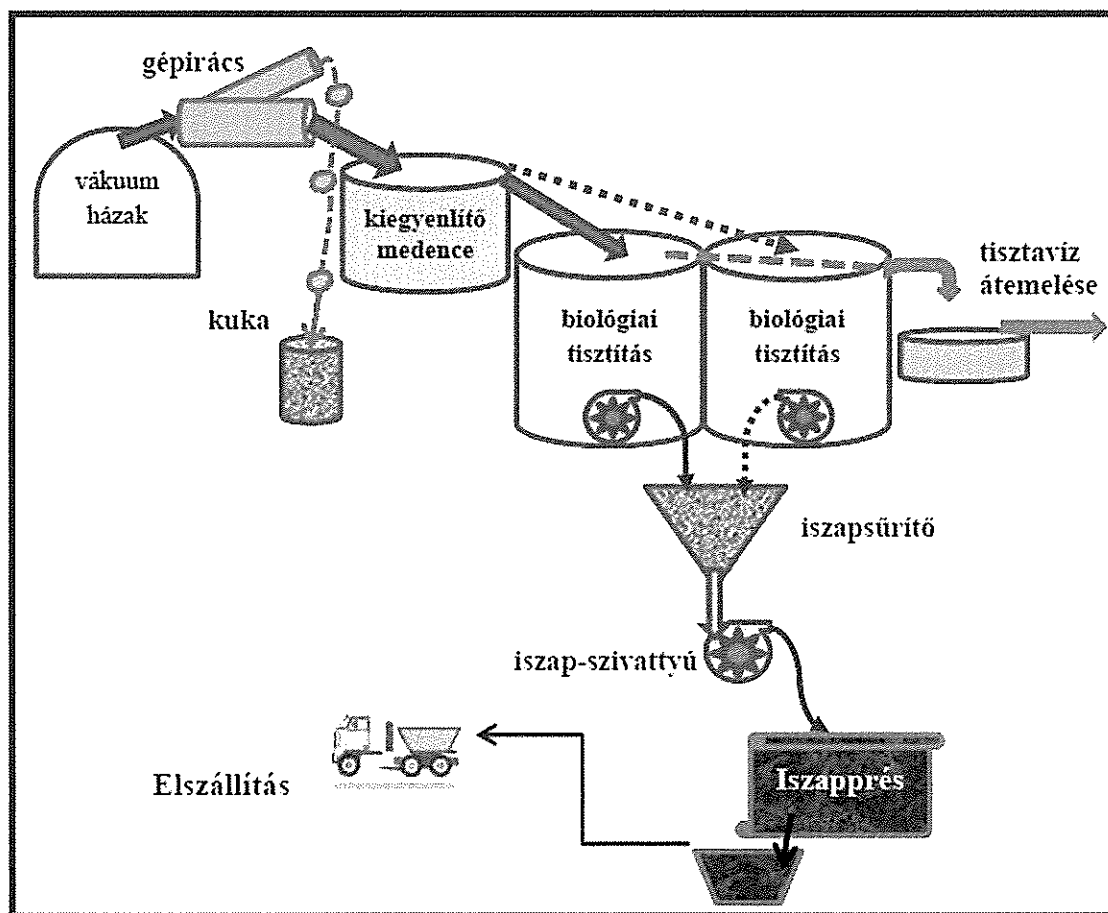 gépirács
vákuum
házak
kiegyenlítő
medence
kuka
biológiai
tisztítás
biológiai
tisztítás
tisztavíz
átemelése
iszapsűrítő
iszap-szivattyú
Elszállítás
Iszapprés